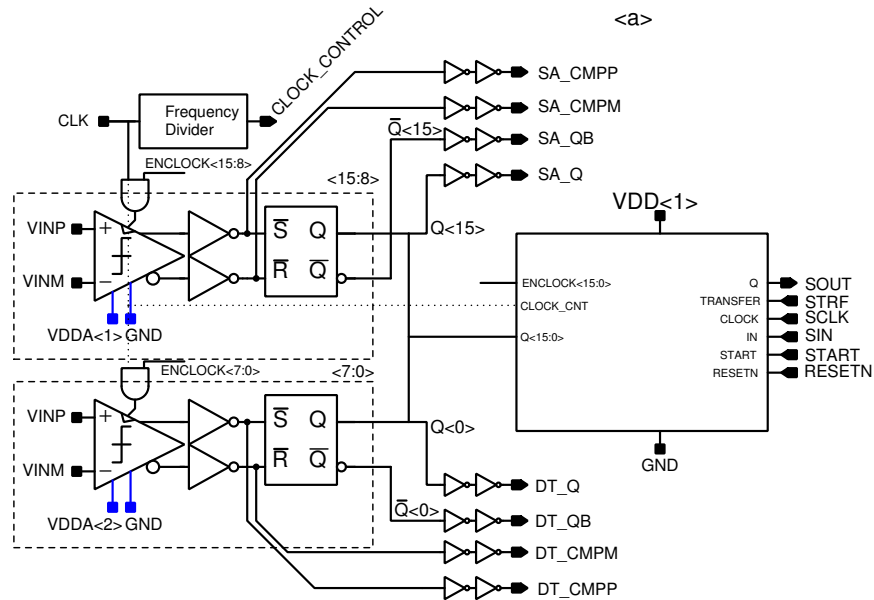 <a>
CLOCK_CONTROL
CLK
Frequency
Divider
SA_CMPP
SA_CMPM
Q̅<15>
SA_QB
SA_Q
ENCLOCK<15:8>
<15:8>
VINP
+
S̅ Q
Q<15>
VINM
−
R̅ Q̅
VDDA<1> GND
VDD<1>
ENCLOCK<15:0>
Q
SOUT
CLOCK_CNT
TRANSFER
STRF
CLOCK
SCLK
Q<15:0>
IN
SIN
START
START
RESETN
RESETN
GND
ENCLOCK<7:0>
<7:0>
VINP
+
S̅ Q
Q<0>
VINM
−
R̅ Q̅
VDDA<2> GND
DT_Q
Q̅<0>
DT_QB
DT_CMPM
DT_CMPP